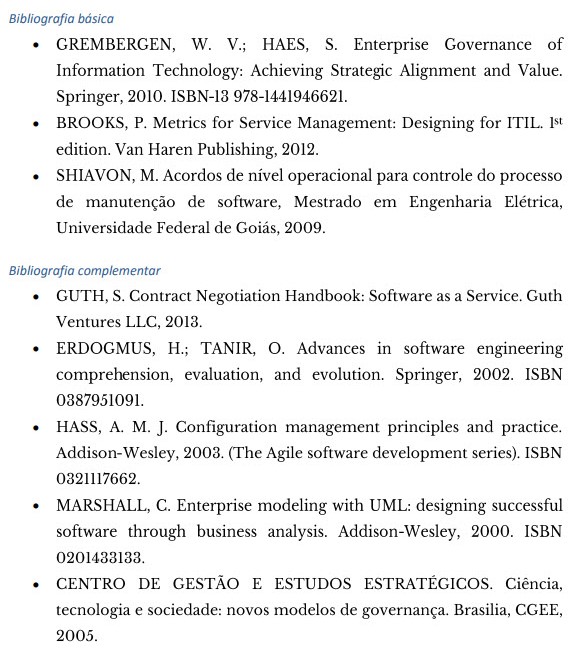 Bibliografia básica
• GREMBERGEN, W. V.; HAES, S. Enterprise Governance of
Information Technology: Achieving Strategic Alignment and Value.
Springer, 2010. ISBN-13 978-1441946621.
• BROOKS, P. Metrics for Service Management: Designing for ITIL. 1st
edition. Van Haren Publishing, 2012.
• SHIAVON, M. Acordos de nível operacional para controle do processo
de manutenção de software, Mestrado em Engenharia Elétrica,
Universidade Federal de Goiás, 2009.
Bibliografia complementar
• GUTH, S. Contract Negotiation Handbook: Software as a Service. Guth
Ventures LLC, 2013.
• ERDOGMUS, H.; TANIR, O. Advances in software engineering
comprehension, evaluation, and evolution. Springer, 2002. ISBN
0387951091.
• HASS, A. M. J. Configuration management principles and practice.
Addison-Wesley, 2003. (The Agile software development series). ISBN
0321117662.
• MARSHALL, C. Enterprise modeling with UML: designing successful
software through business analysis. Addison-Wesley, 2000. ISBN
0201433133.
• CENTRO DE GESTÃO E ESTUDOS ESTRATÉGICOS. Ciência,
tecnologia e sociedade: novos modelos de governança. Brasilia, CGEE,
2005.